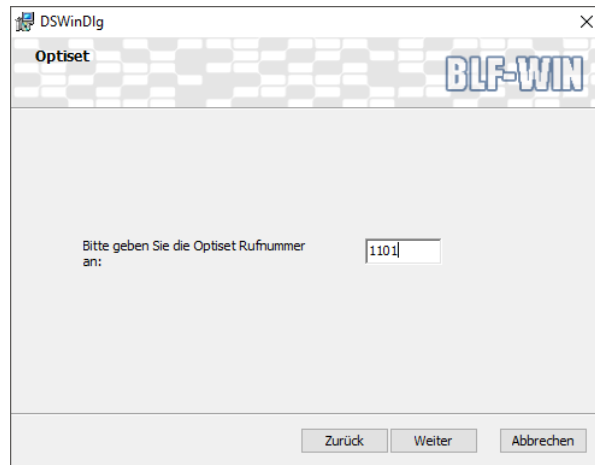 DSWinDlg
Optiset
BLF-WIN
Bitte geben Sie die Optiset Rufnummer
an:
1101
Zurück
Weiter
Abbrechen